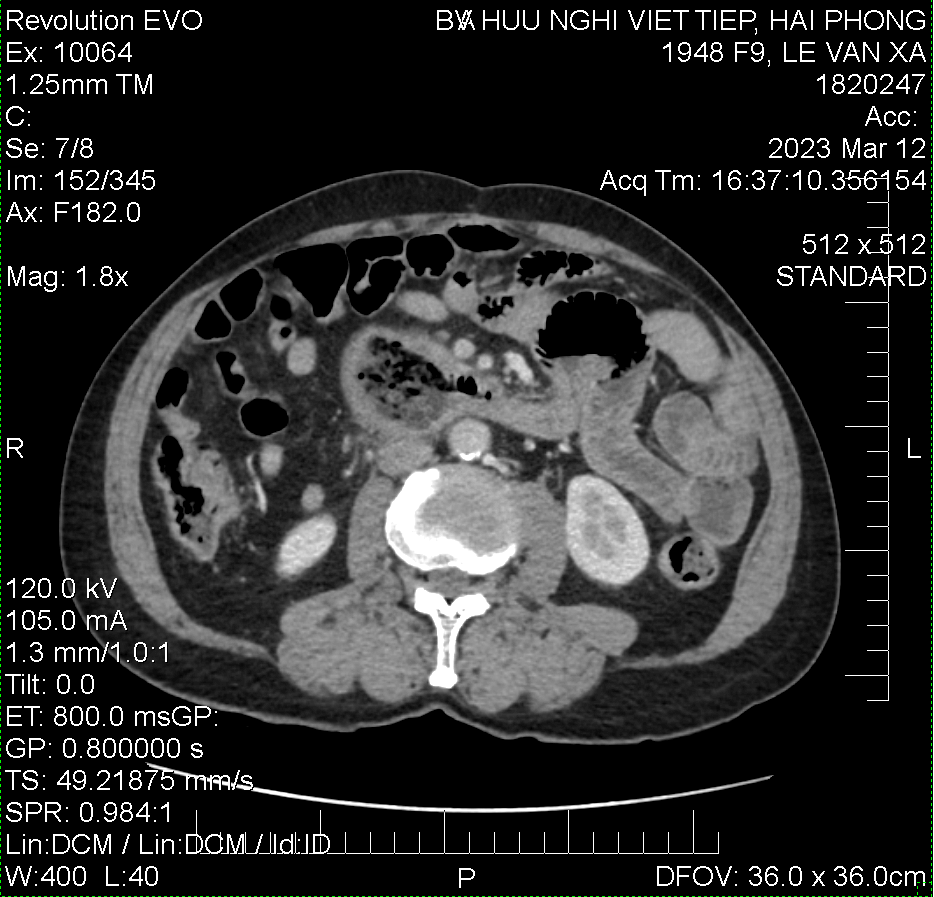 Revolution EVO
Ex: 10064
1.25mm TM
C:
Se: 7/8
Im: 152/345
Ax: F182.0
Mag: 1.8x
HUU NGHI VIET TIEP, HAI PHONG
1948 F9, LE VAN XA
1820247
Acc:
2023 Mar 12
Acq Tm: 16:37:10.356154
512 x 512
STANDARD
R
L
120.0 kV
105.0 mA
1.3 mm/1.0:1
Tilt: 0.0
ET: 800.0 msGP:
GP: 0.800000 s
TS: 49.21875 mm/s
SPR: 0.984:1
Lin:DCM / Lin:DCM / Id:ID
W:400 L:40
P
DFOV: 36.0 x 36.0cm